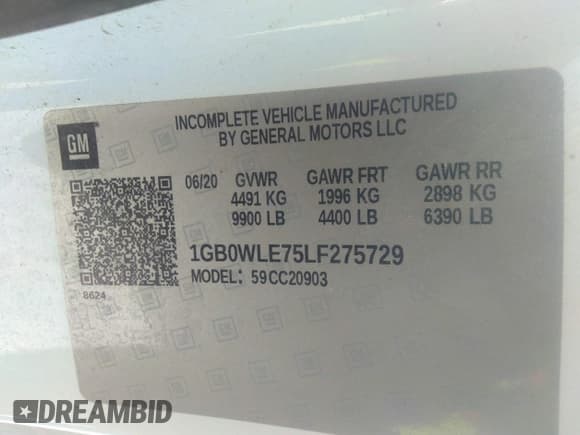 INCOMPLETE VEHICLE MANUFACTURED
BY GENERAL MOTORS LLC
GM
06/20 GVWR GAWR FRT GAWR RR
4491 KG 1996 KG 2898 KG
9900 LB 4400 LB 6390 LB
1GB0WLE75LF275729
MODEL: 59CC20903
8624
DREAMBID